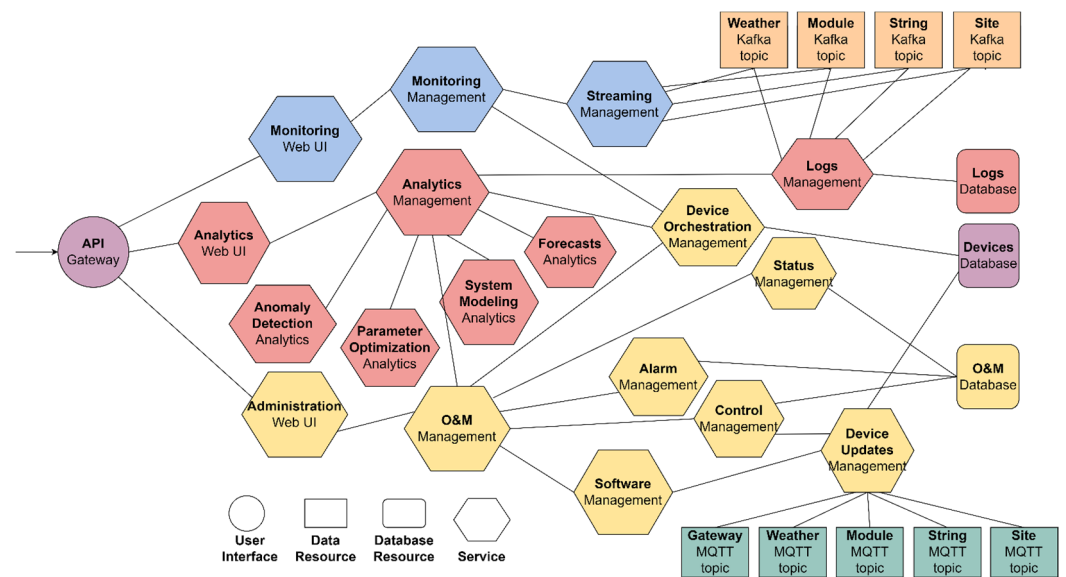 Weather
Kafka
topic
Module
Kafka
topic
String
Kafka
topic
Site
Kafka
topic
Monitoring
Management
Streaming
Management
Monitoring
Web UI
Logs
Management
Logs
Database
Analytics
Management
API
Gateway
Analytics
Web UI
Device
Orchestration
Management
Forecasts
Analytics
Devices
Database
Status
Management
System
Modeling
Analytics
Anomaly
Detection
Analytics
Parameter
Optimization
Analytics
Alarm
Management
O&M
Database
Administration
Web UI
O&M
Management
Control
Management
Device
Updates
Management
Software
Management
User
Interface
Data
Resource
Database
Resource
Service
Gateway
MQTT
topic
Weather
MQTT
topic
Module
MQTT
topic
String
MQTT
topic
Site
MQTT
topic